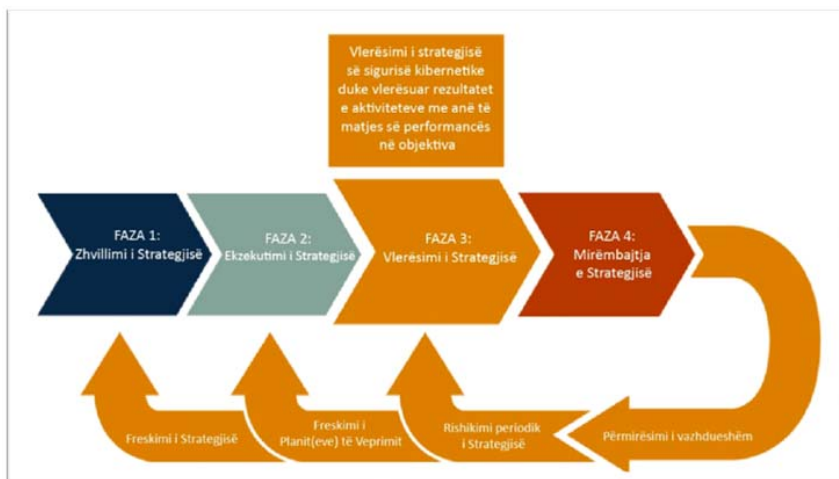 Vlerësimi i strategjisë
së sigurisë kibernetike
duke vlerësuar rezultatet
e aktiviteteve me anë të
matjes së performancës
në objektiva
FAZA 1:
Zhvillimi i Strategjisë
FAZA 2:
Ekzekutimi i Strategjisë
FAZA 3:
Vlerësimi i Strategjisë
FAZA 4:
Mirëmbajtja
e Strategjisë
Freskimi i Strategjisë
Freskimi i
Planit(eve) të Veprimit
Rishikimi periodik
i Strategjisë
Përmirësimi i vazhdueshëm